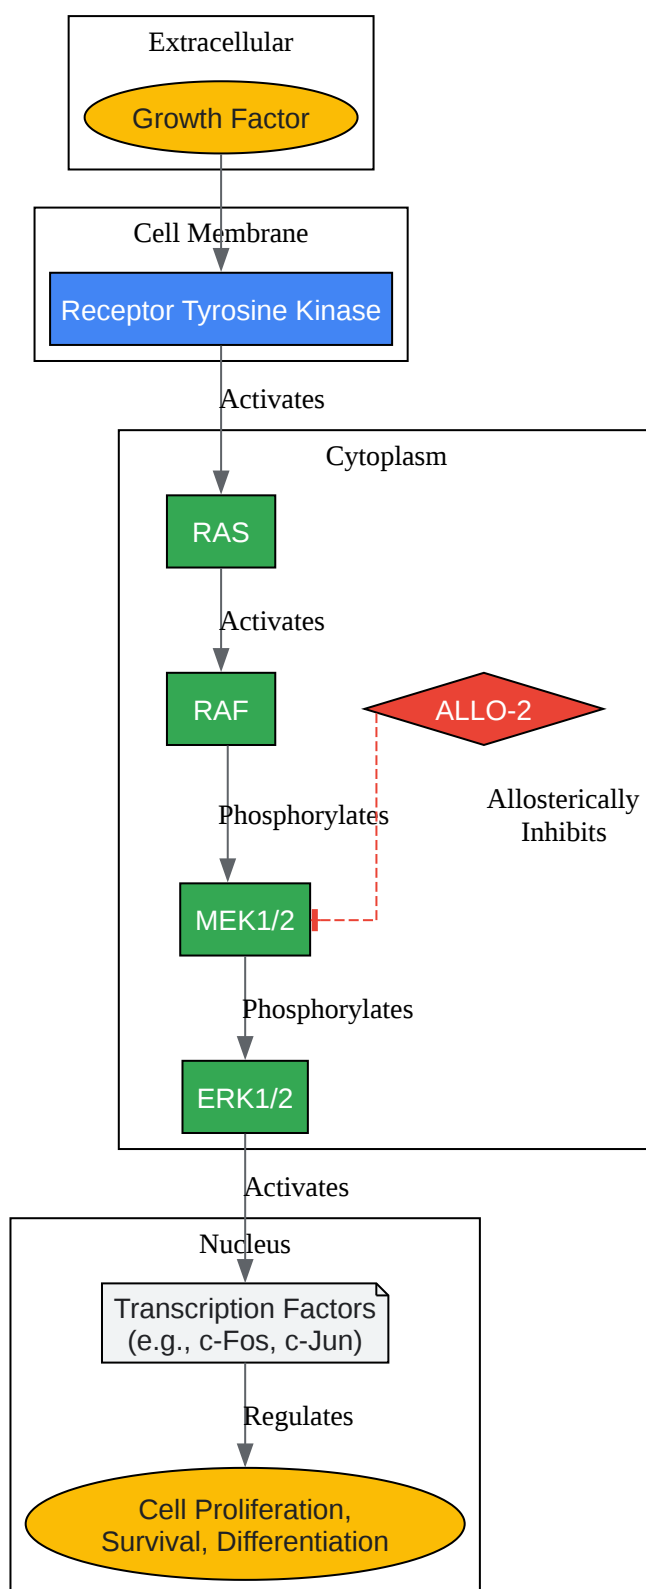 Extracellular
Growth Factor
Cell Membrane
Receptor Tyrosine Kinase
Activates
Cytoplasm
RAS
Activates
RAF
ALLO-2
Phosphorylates
Allosterically
Inhibits
MEK1/2
Phosphorylates
ERK1/2
Activates
Nucleus
Transcription Factors
(e.g., c-Fos, c-Jun)
Regulates
Cell Proliferation,
Survival, Differentiation